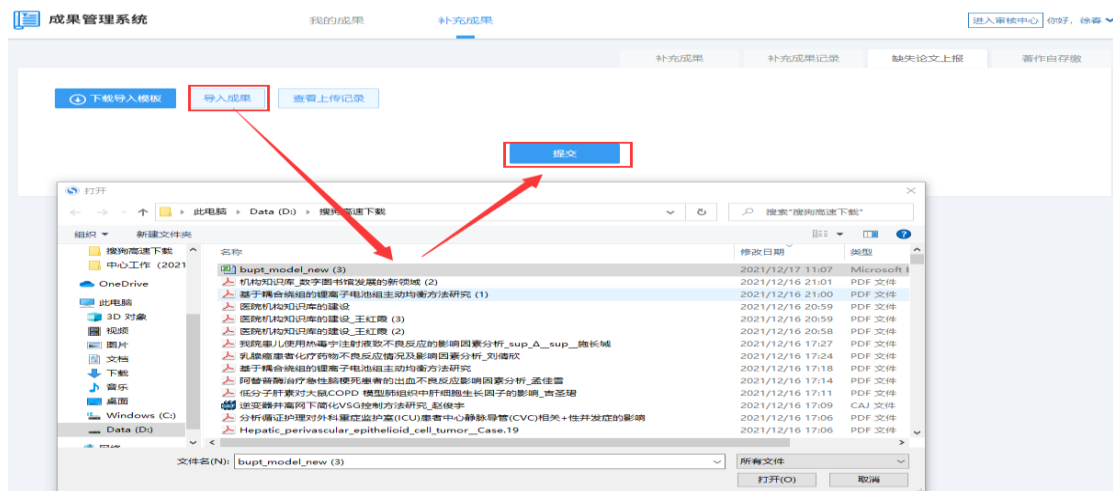 成果管理系统 我的成果 补充成果 进入审核中心 你好，徐春
补充成果 补充成果记录 缺失论文上报 著作自存缴
下载导入模板 导入成果 查看上传记录
提交
打开
此电脑 Data (D:) 搜狗高速下载 搜索"搜狗高速下载"
组织 新建文件夹
搜狗高速下载 名称 修改日期 类型
中心工作（2021 bupt_model_new (3) 2021/12/17 11:07 Microsoft
机构知识库_数字图书馆发展的新领域 (2) 2021/12/16 21:01 PDF 文件
OneDrive 基于耦合绕组的锂离子电池组主动均衡方法研究 (1) 2021/12/16 21:00 PDF 文件
医院机构知识库的建设 2021/12/16 20:59 PDF 文件
此电脑 医院机构知识库的建设_王红霞 (3) 2021/12/16 20:59 PDF 文件
3D 对象 医院机构知识库的建设_王红霞 (2) 2021/12/16 20:58 PDF 文件
视频 我院患儿使用热毒宁注射液致不良反应的影响因素分析_sup_Δ__sup__施长城 2021/12/16 17:27 PDF 文件
图片 乳腺癌患者化疗药物不良反应情况及影响因素分析_刘倩欣 2021/12/16 17:24 PDF 文件
文档 基于耦合绕组的锂离子电池组主动均衡方法研究 2021/12/16 17:18 PDF 文件
下载 阿替普酶治疗急性脑梗死患者的出血不良反应影响因素分析_孟佳雪 2021/12/16 17:14 PDF 文件
音乐 低分子肝素对大鼠COPD 模型肺组织中肝细胞生长因子的影响_吉圣珺 2021/12/16 17:11 PDF 文件
桌面 逆变器并离网下简化VSG控制方法研究_赵俊宇 2021/12/16 17:09 CAJ 文件
Windows (C:) 分析循证护理对外科重症监护室(ICU)患者中心静脉导管(CVC)相关+性并发症的影响 2021/12/16 17:06 PDF 文件
Data (D:) Hepatic_perivascular_epithelioid_cell_tumor__Case.19 2021/12/16 17:06 PDF 文件
文件名(N): bupt_model_new (3) 所有文件
打开(O) 取消